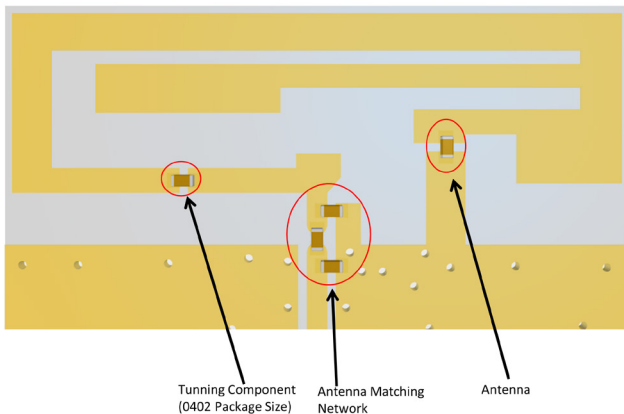 Tunning Component
(0402 Package Size)
Antenna Matching
Network
Antenna